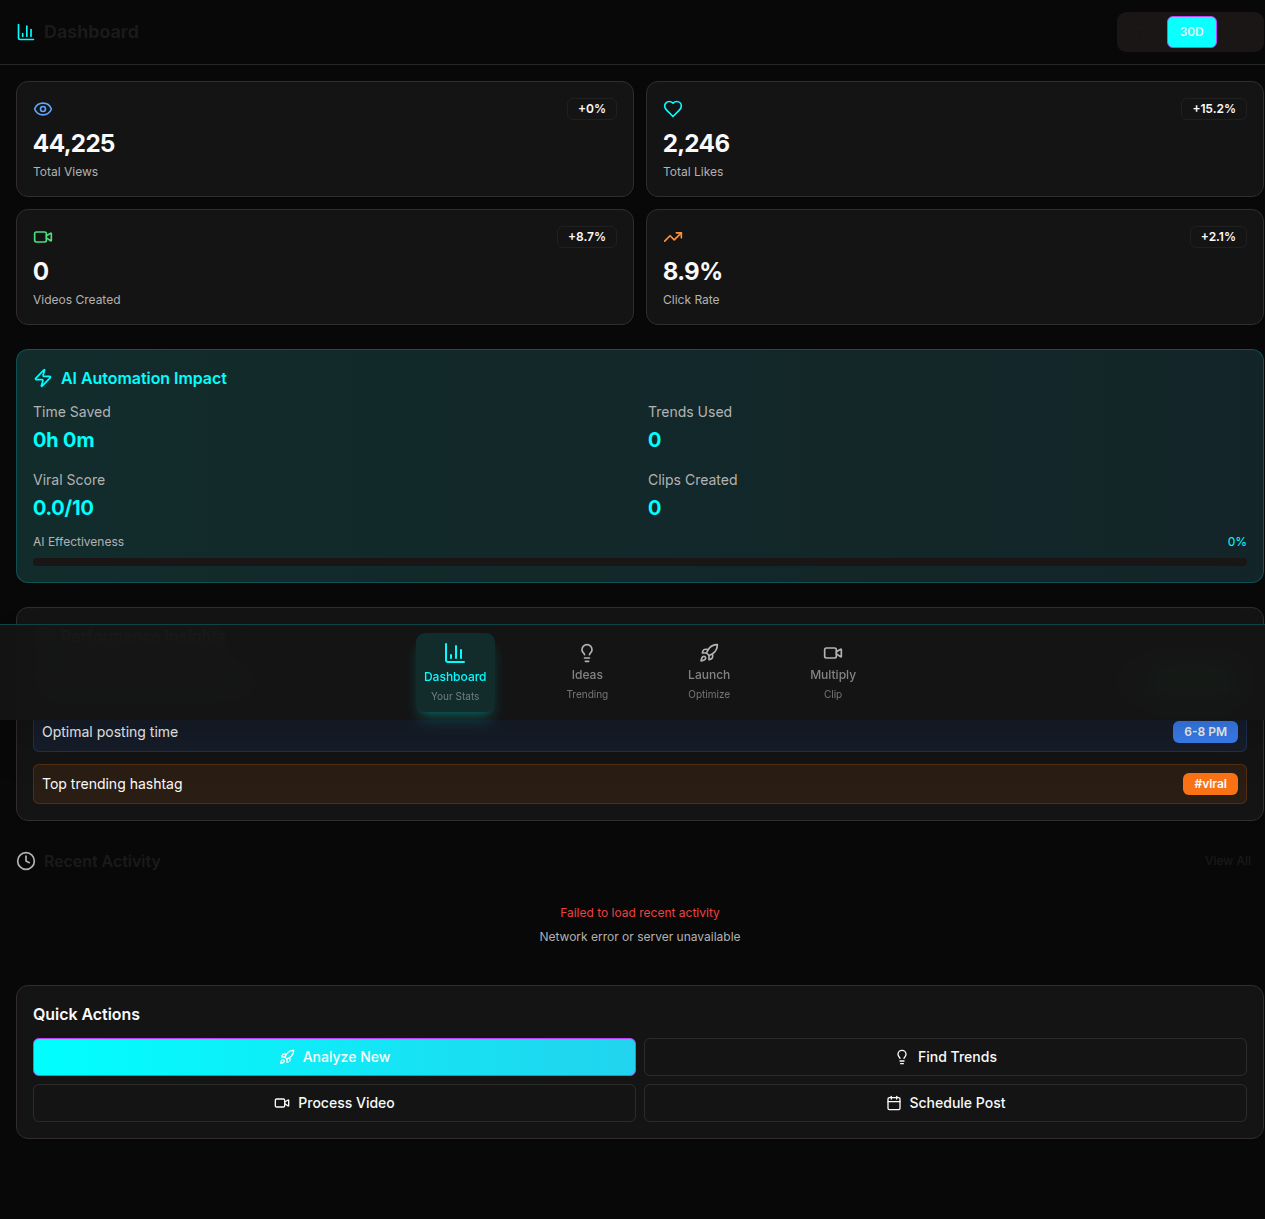 Dashboard
30D
+0%
44,225
Total Views
+15.2%
2,246
Total Likes
+8.7%
0
Videos Created
+2.1%
8.9%
Click Rate
AI Automation Impact
Time Saved
0h 0m
Trends Used
0
Viral Score
0.0/10
Clips Created
0
AI Effectiveness
0%
Performance Insights
Dashboard
Your Stats
Ideas
Trending
Launch
Optimize
Multiply
Clip
Optimal posting time
6-8 PM
Top trending hashtag
#viral
Recent Activity
View All
Failed to load recent activity
Network error or server unavailable
Quick Actions
Analyze New
Find Trends
Process Video
Schedule Post